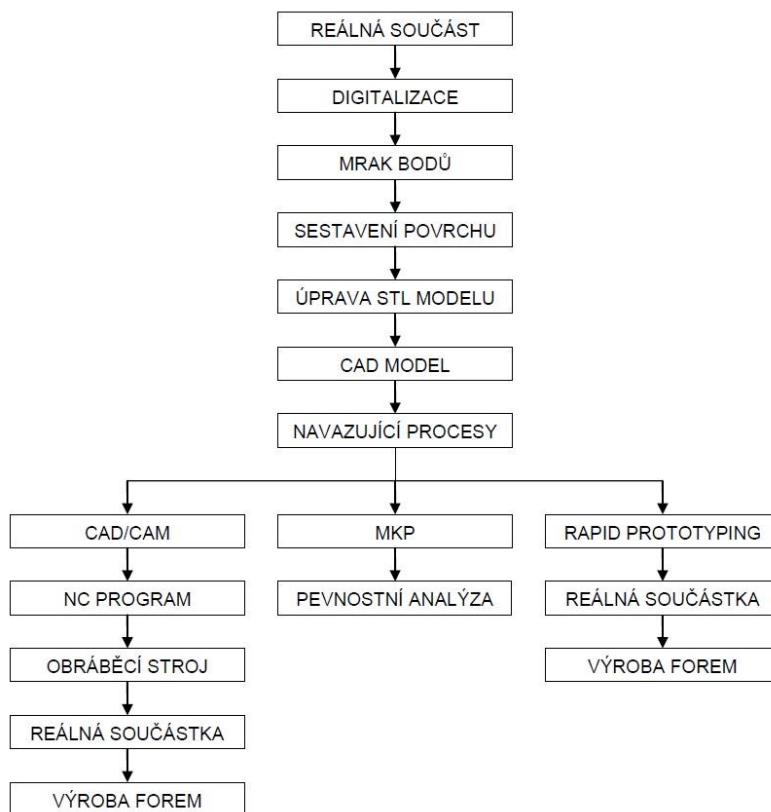 REÁLNÁ SOUČÁST
DIGITALIZACE
MRAK BODŮ
SESTAVENÍ POVRCHU
ÚPRAVA STL MODELU
CAD MODEL
NAVAZUJÍCÍ PROCESY
CAD/CAM
MKP
RAPID PROTOTYPING
NC PROGRAM
PEVNOSTNÍ ANALÝZA
REÁLNÁ SOUČÁSTKA
OBRÁBĚCÍ STROJ
VÝROBA FOREM
REÁLNÁ SOUČÁSTKA
VÝROBA FOREM